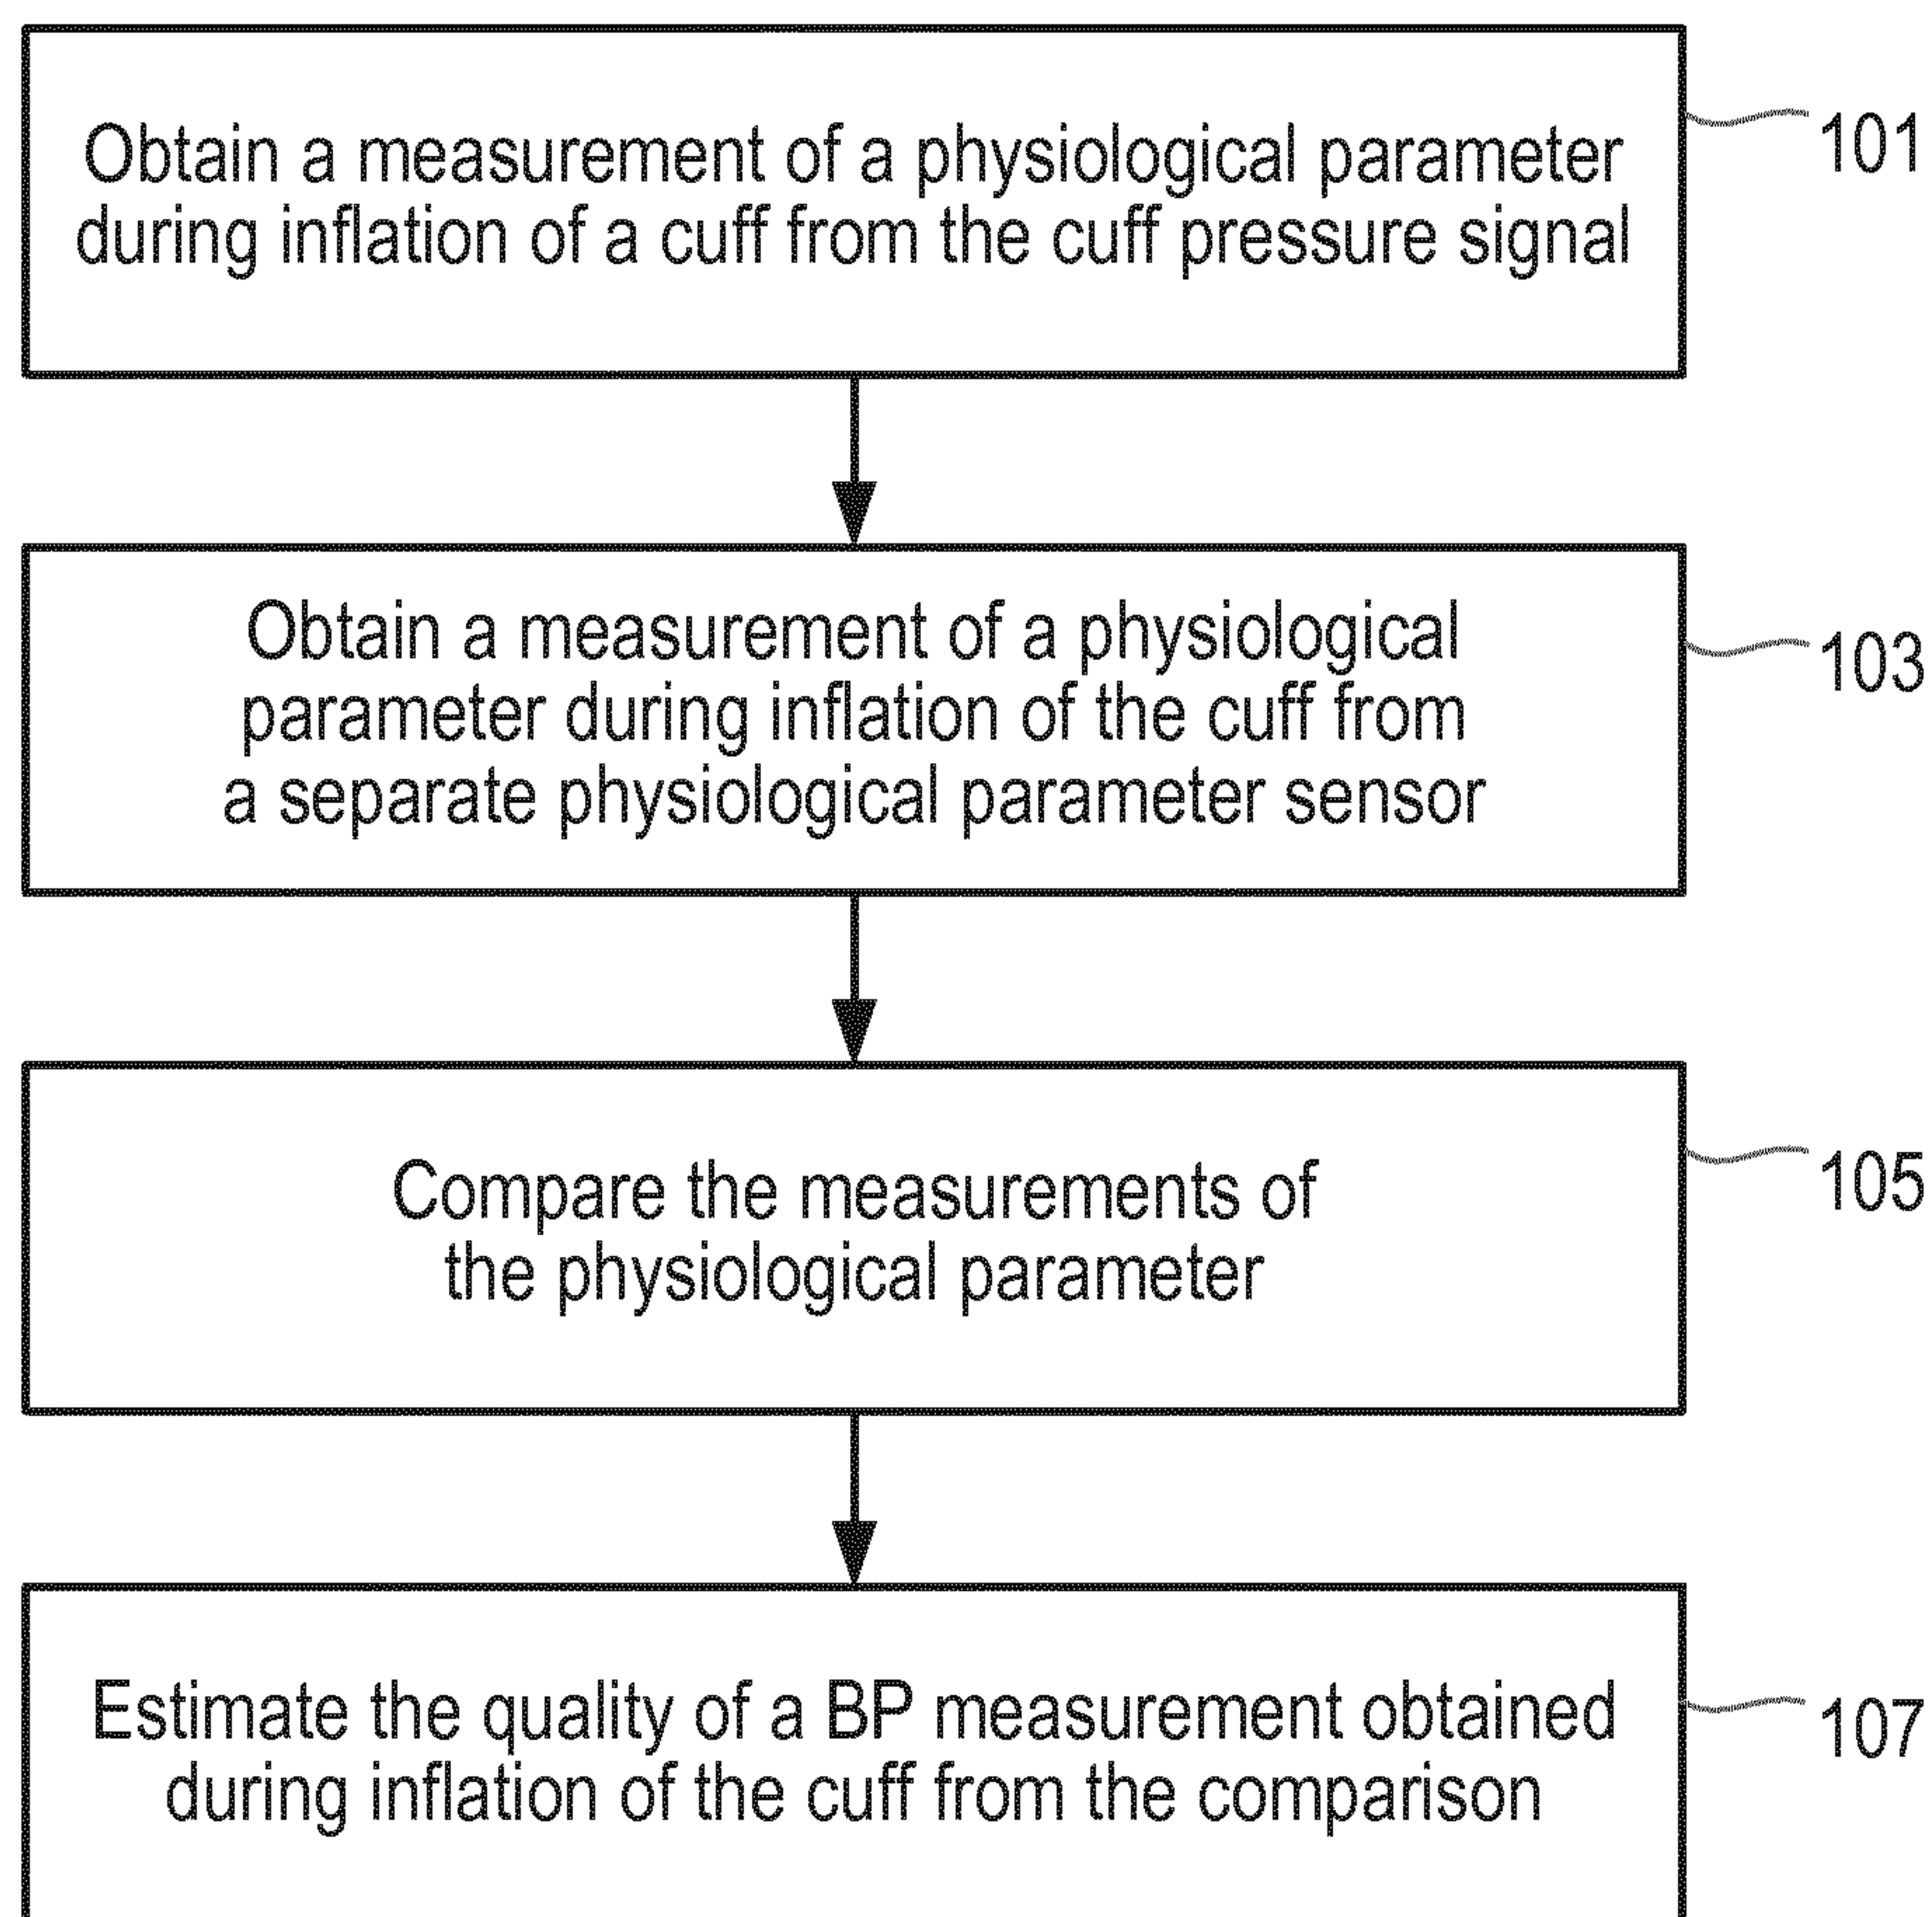 Obtain a measurement of a physiological parameter
during inflation of a cuff from the cuff pressure signal
101
Obtain a measurement of a physiological
parameter during inflation of the cuff from
a separate physiological parameter sensor
103
Compare the measurements of
the physiological parameter
105
Estimate the quality of a BP measurement obtained
during inflation of the cuff from the comparison
107